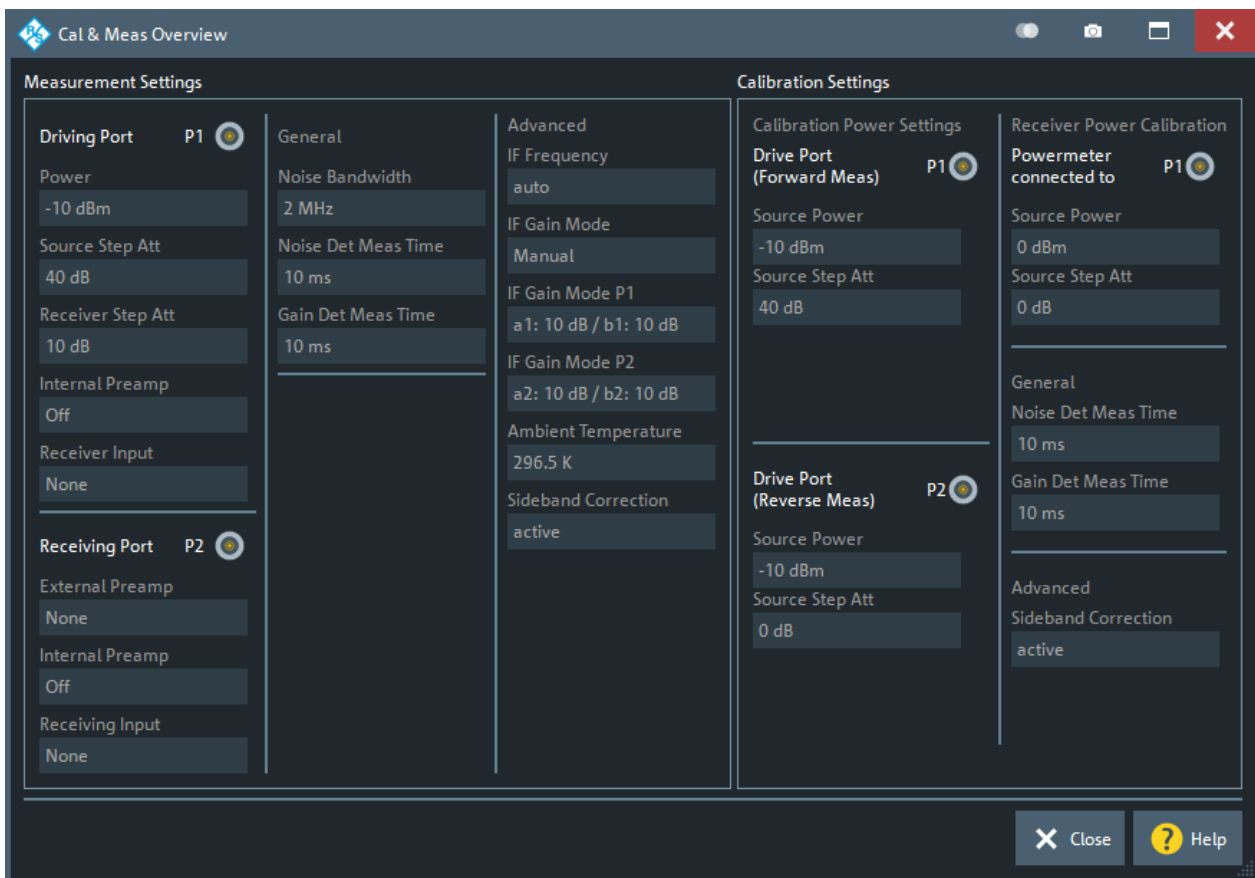 R&S
Cal & Meas Overview
Measurement Settings
Driving Port P1
Power
-10 dBm
Source Step Att
40 dB
Receiver Step Att
10 dB
Internal Preamp
Off
Receiver Input
None
Receiving Port P2
External Preamp
None
Internal Preamp
Off
Receiving Input
None
General
Noise Bandwidth
2 MHz
Noise Det Meas Time
10 ms
Gain Det Meas Time
10 ms
Advanced
IF Frequency
auto
IF Gain Mode
Manual
IF Gain Mode P1
a1: 10 dB / b1: 10 dB
IF Gain Mode P2
a2: 10 dB / b2: 10 dB
Ambient Temperature
296.5 K
Sideband Correction
active
Calibration Settings
Calibration Power Settings
Drive Port
(Forward Meas) P1
Source Power
-10 dBm
Source Step Att
40 dB
Drive Port
(Reverse Meas) P2
Source Power
-10 dBm
Source Step Att
0 dB
Receiver Power Calibration
Powermeter
connected to P1
Source Power
0 dBm
Source Step Att
0 dB
General
Noise Det Meas Time
10 ms
Gain Det Meas Time
10 ms
Advanced
Sideband Correction
active
Close
? Help